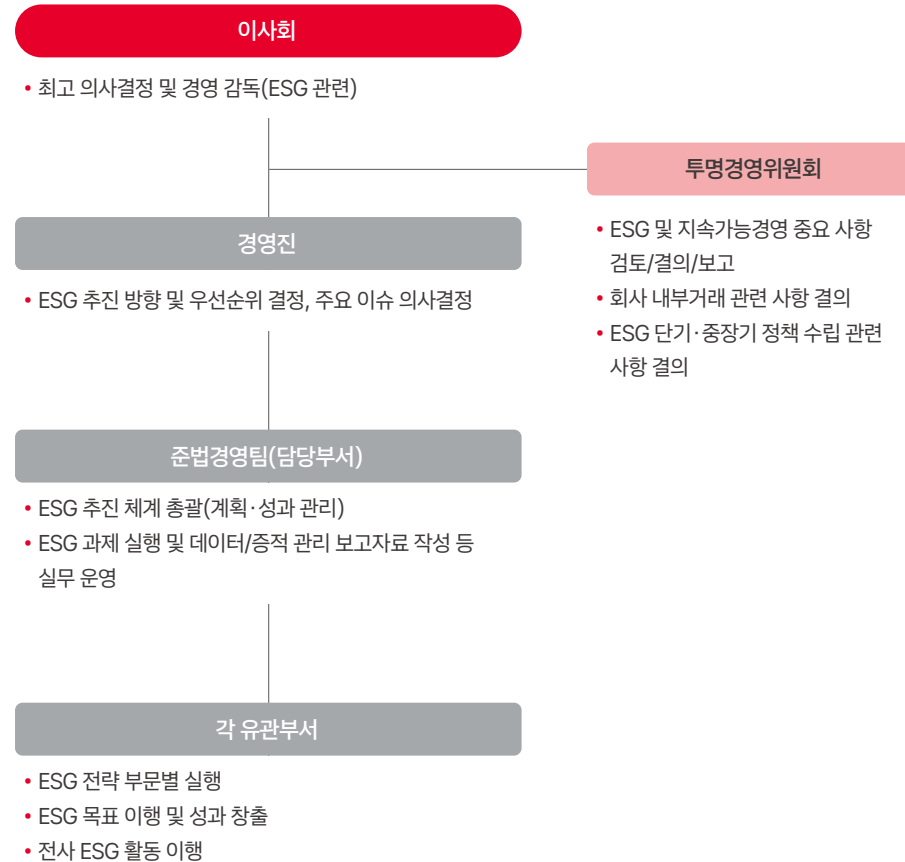 이사회
• 최고 의사결정 및 경영 감독(ESG 관련)
투명경영위원회
• ESG 및 지속가능경영 중요 사항
검토/결의/보고
• 회사 내부거래 관련 사항 결의
• ESG 단기·중장기 정책 수립 관련
사항 결의
경영진
• ESG 추진 방향 및 우선순위 결정, 주요 이슈 의사결정
준법경영팀(담당부서)
• ESG 추진 체계 총괄(계획·성과 관리)
• ESG 과제 실행 및 데이터/증적 관리 보고자료 작성 등
실무 운영
각 유관부서
• ESG 전략 부문별 실행
• ESG 목표 이행 및 성과 창출
• 전사 ESG 활동 이행